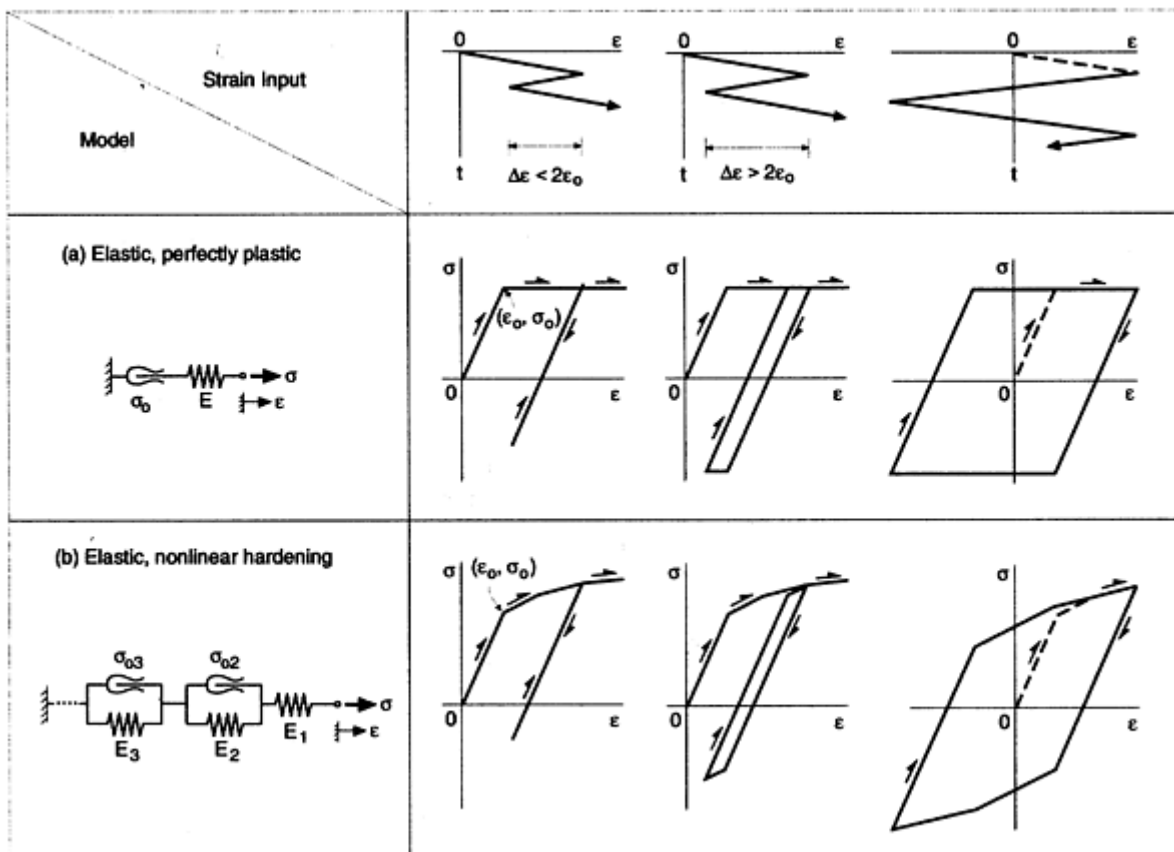 Strain input
Model
0 ε
t
Δε < 2ε₀
0 ε
t
Δε > 2ε₀
0 ε
t
(a) Elastic, perfectly plastic
σ₀ E σ
ε
σ
(ε₀, σ₀)
0 ε
σ
0 ε
σ
0 ε
(b) Elastic, nonlinear hardening
σ₀₃ σ₀₂
σ
E₃ E₂ E₁ ε
σ
(ε₀, σ₀)
0 ε
σ
0 ε
σ
0 ε